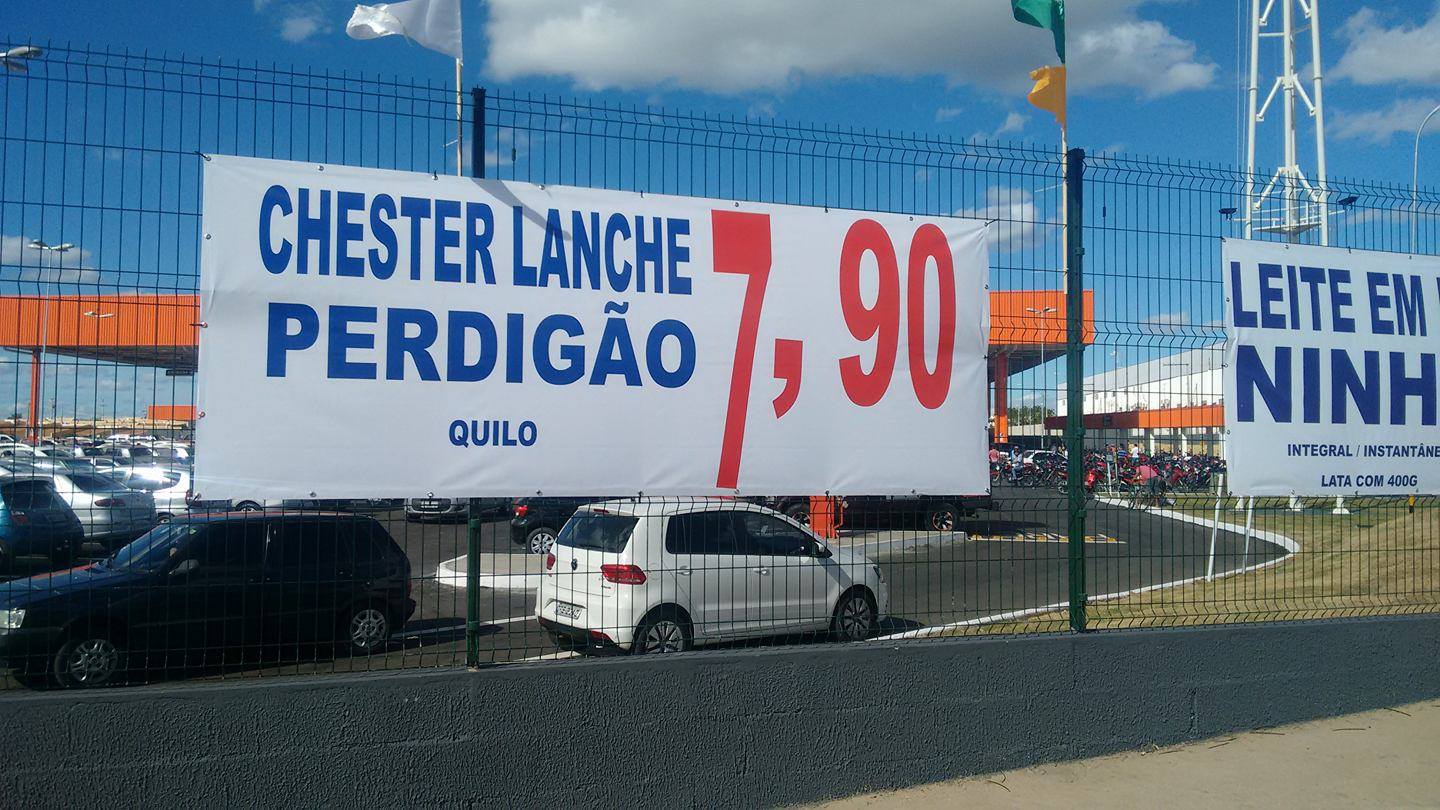 CHESTER LANCHE
PERDIGÃO
7,90
QUILO
LEITE EM
NINH
INTEGRAL / INSTANTÂNE
LATA COM 400G